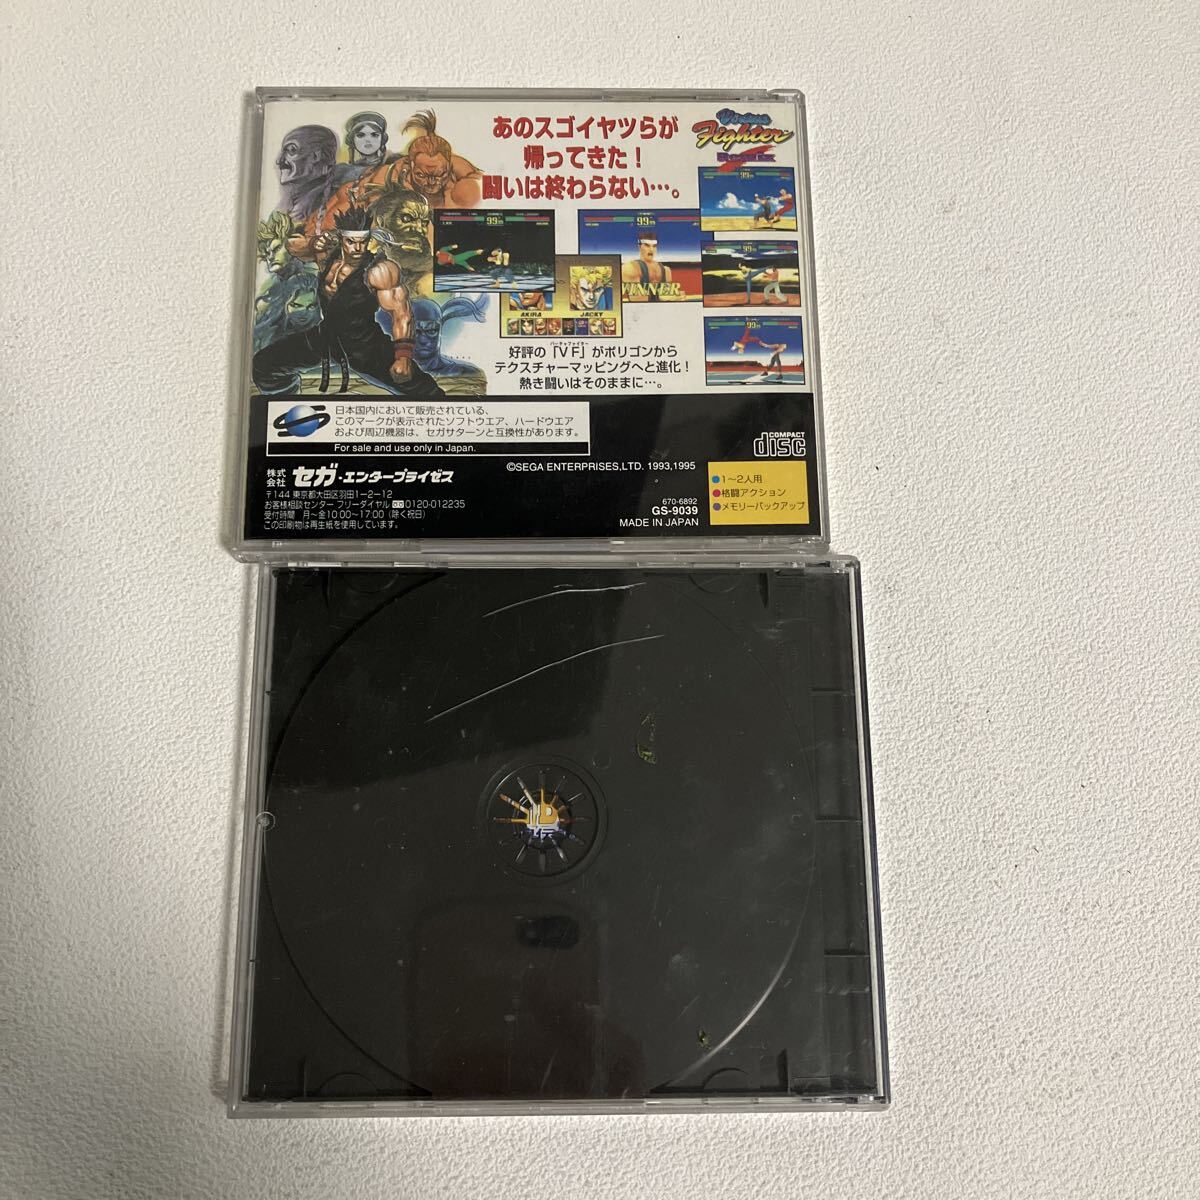 あのスゴイヤツらが
帰ってきた！
闘いは終わらない…。
Virtua
Fighter
Remix
99
99
WINNER
99
99
99
AKIRA
JACKY
バーチャファイター
好評の「VF」がポリゴンから
テクスチャーマッピングへと進化！
熱き闘いはそのままに…。
日本国内において販売されている、
このマークが表示されたソフトウエア、ハードウエア
および周辺機器は、セガサターンと互換性があります。
For sale and use only in Japan.
COMPACT
disc
株式会社 セガ・エンタープライゼス
〒144 東京都大田区羽田1−2−12
お客様相談センター フリーダイヤル 0120-012235
受付時間 月〜金10:00〜17:00（除く祝日）
この印刷物は再生紙を使用しています。
©SEGA ENTERPRISES,LTD. 1993,1995
670-6892
GS-9039
MADE IN JAPAN
●1〜2人用
●格闘アクション
●メモリーバックアップ